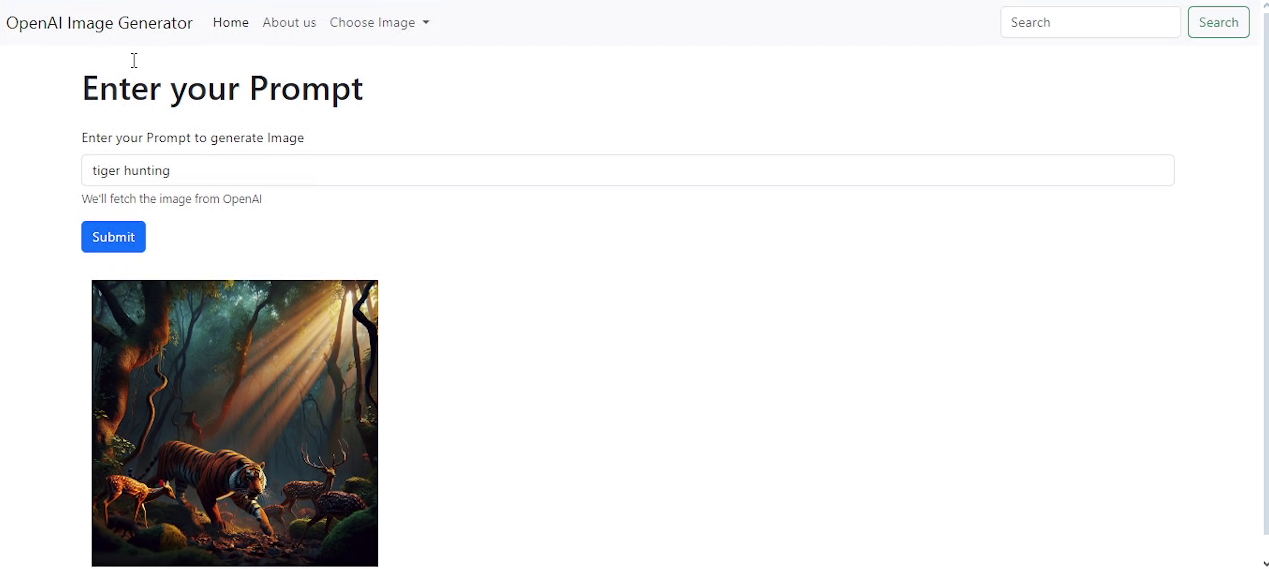 OpenAI Image Generator Home About us Choose Image Search Search
Enter your Prompt
Enter your Prompt to generate Image
tiger hunting
We'll fetch the image from OpenAI
Submit